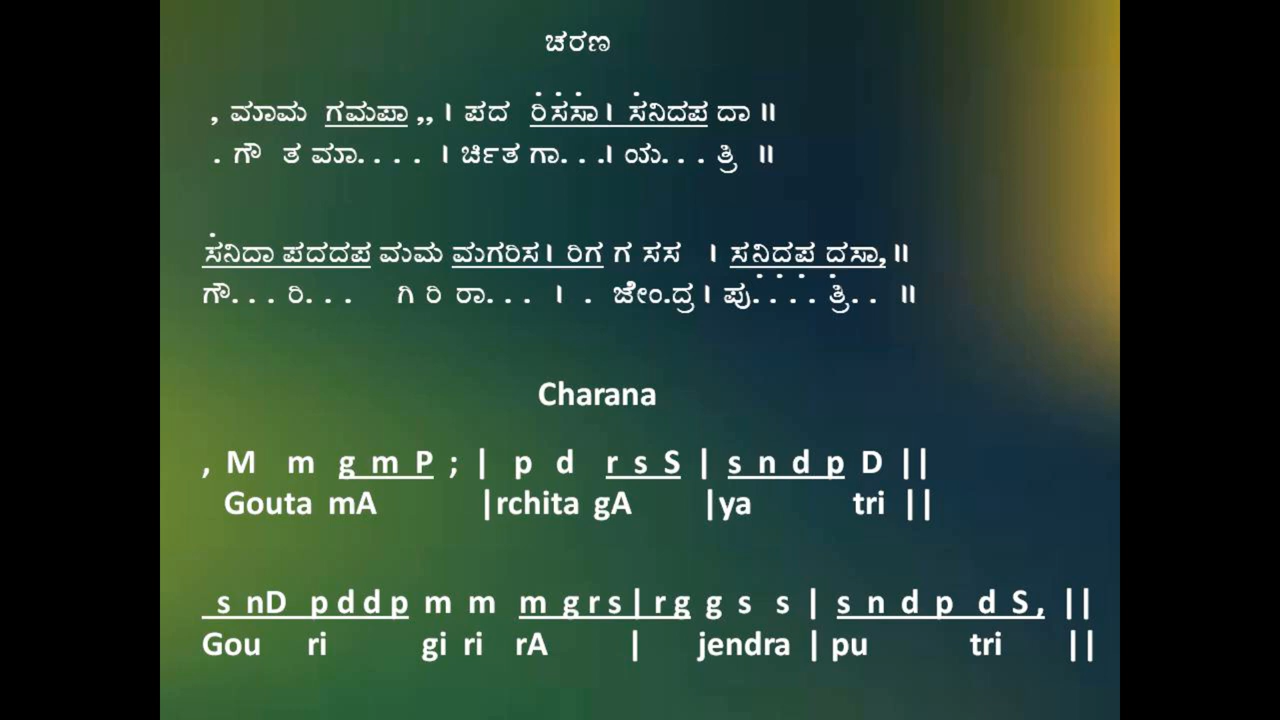 ಚರಣ
, ಮಾಮ ಗಮಪಾ ,, । ಪದ ರಿಸಸಾ । ಸನಿದಪ ದಾ ॥
. ಗೌ ತ ಮಾ. . . . । ರ್ಚಿತ ಗಾ. . .। ಯ. . . ತ್ರಿ ॥
ಸನಿದಾ ಪದದಪ ಮಮ ಮಗರಿಸ । ರಿಗ ಗ ಸಸ । ಸನಿದಪ ದಸಾ, ॥
ಗೌ. . . ರಿ. . . ಗಿ ರಿ ರಾ. . . । . ಜೇಂ.ದ್ರ । ಪು. . . . ತ್ರಿ. . ॥
Charana
, M m g m P ; | p d r s S | s n d p D ||
Gouta mA |rchita gA |ya tri ||
s nD p d d p m m m g r s | r g g s s | s n d p d S , ||
Gou ri gi ri rA | jendra | pu tri ||